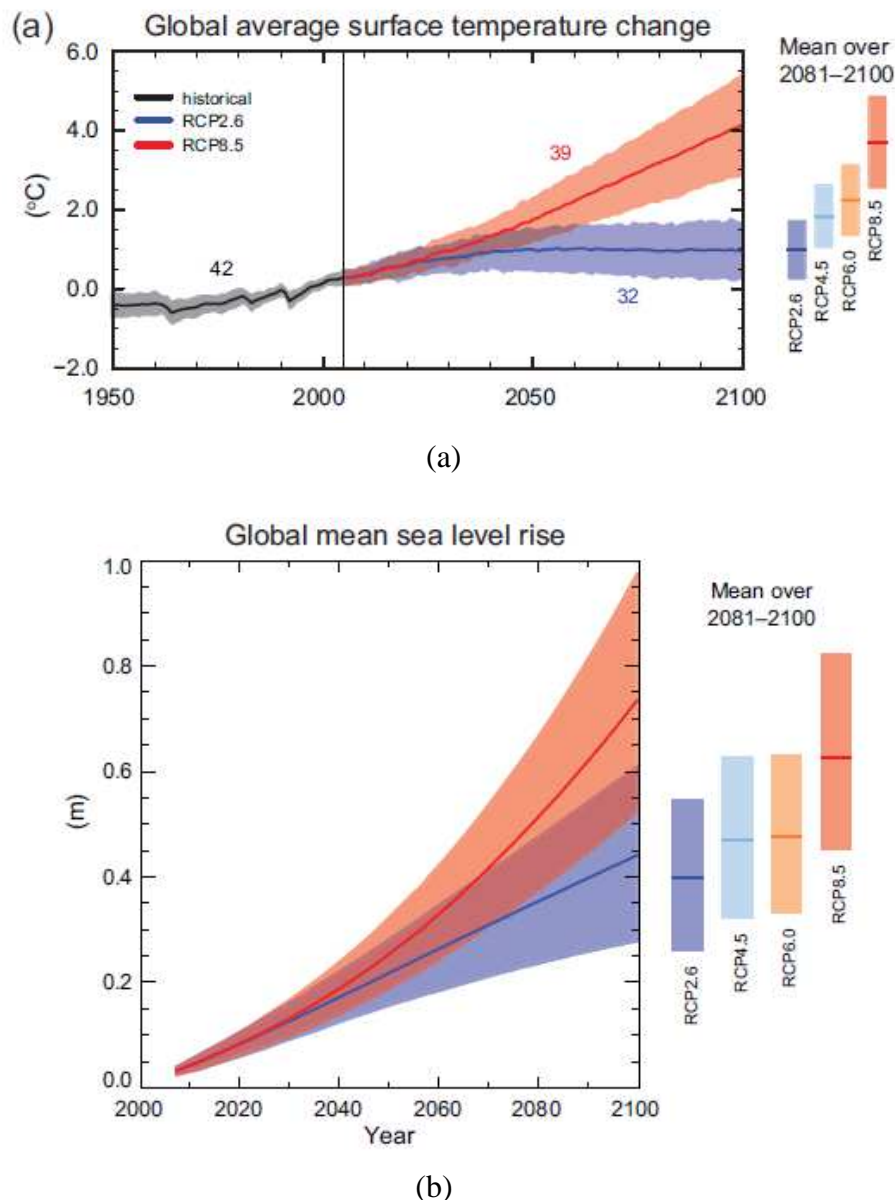 (a) Global average surface temperature change
6.0
4.0
2.0
0.0
−2.0
(°C)
historical
RCP2.6
RCP8.5
42
39
32
1950 2000 2050 2100
Mean over
2081–2100
RCP2.6
RCP4.5
RCP6.0
RCP8.5
(a)
Global mean sea level rise
1.0
0.8
0.6
0.4
0.2
0.0
(m)
2000 2020 2040 2060 2080 2100
Year
Mean over
2081–2100
RCP2.6
RCP4.5
RCP6.0
RCP8.5
(b)